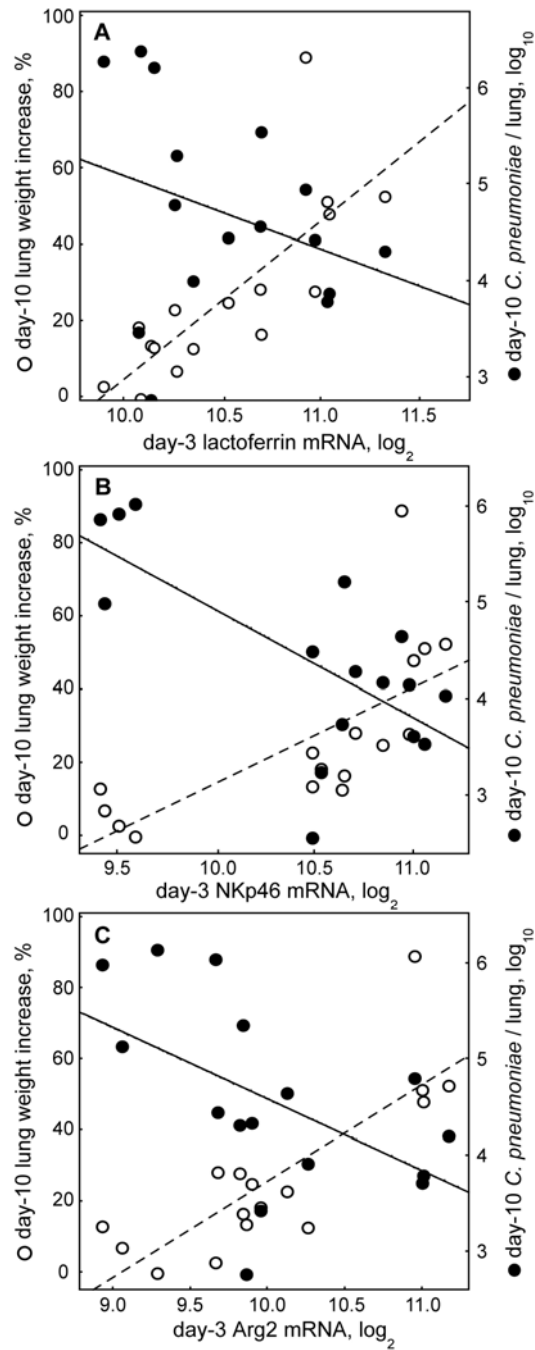 A
100
80
60
40
20
0
6
5
4
3
10.0 10.5 11.0 11.5
day-3 lactoferrin mRNA, log2
day-10 lung weight increase, %
day-10 C. pneumoniae / lung, log10
B
100
80
60
40
20
0
6
5
4
3
9.5 10.0 10.5 11.0
day-3 NKp46 mRNA, log2
day-10 lung weight increase, %
day-10 C. pneumoniae / lung, log10
C
100
80
60
40
20
0
6
5
4
3
9.0 9.5 10.0 10.5 11.0
day-3 Arg2 mRNA, log2
day-10 lung weight increase, %
day-10 C. pneumoniae / lung, log10